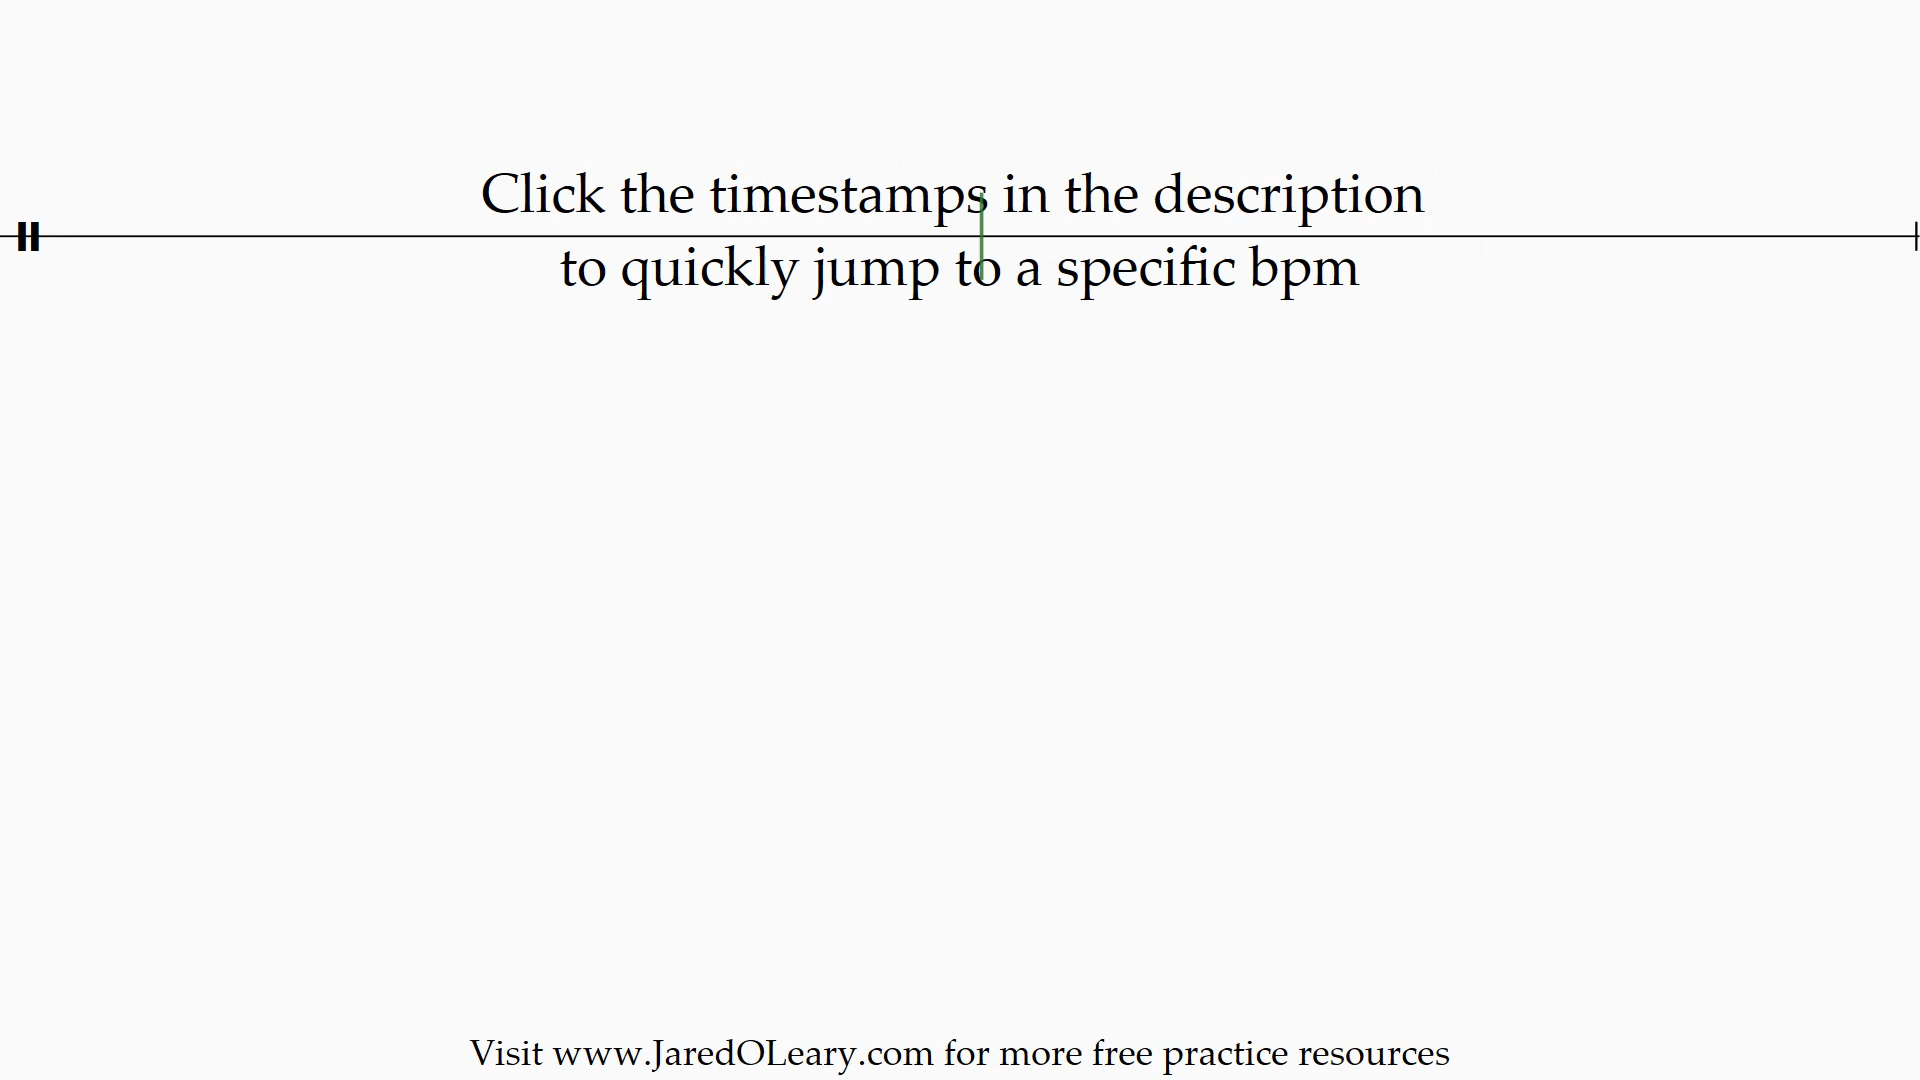 Click the timestamps in the description
to quickly jump to a specific bpm
Visit www.JaredOLeary.com for more free practice resources